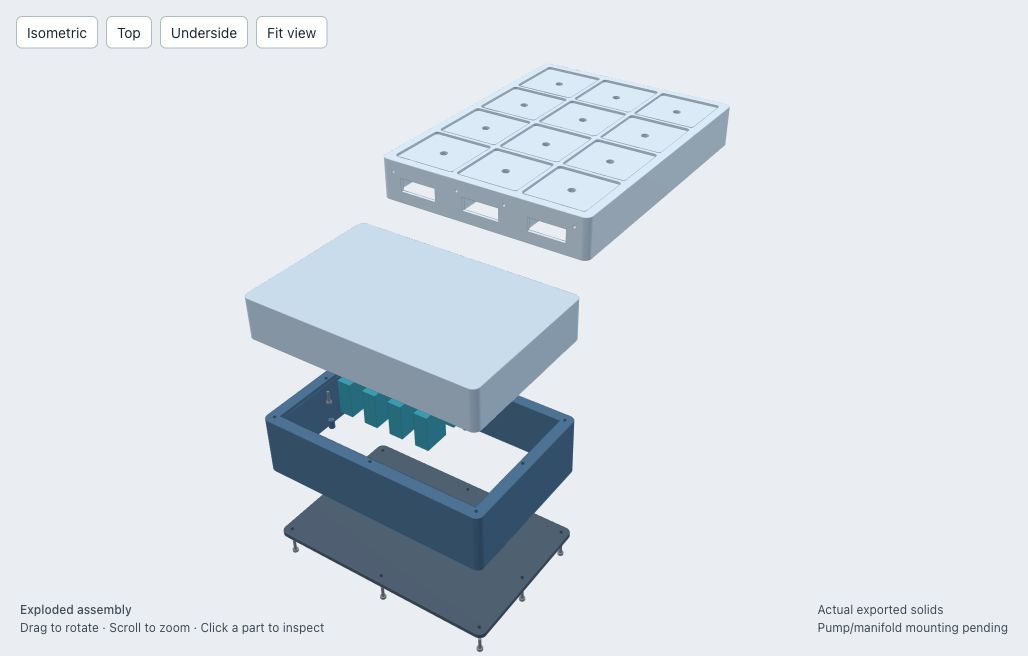 Isometric
Top
Underside
Fit view
Exploded assembly
Drag to rotate · Scroll to zoom · Click a part to inspect
Actual exported solids
Pump/manifold mounting pending